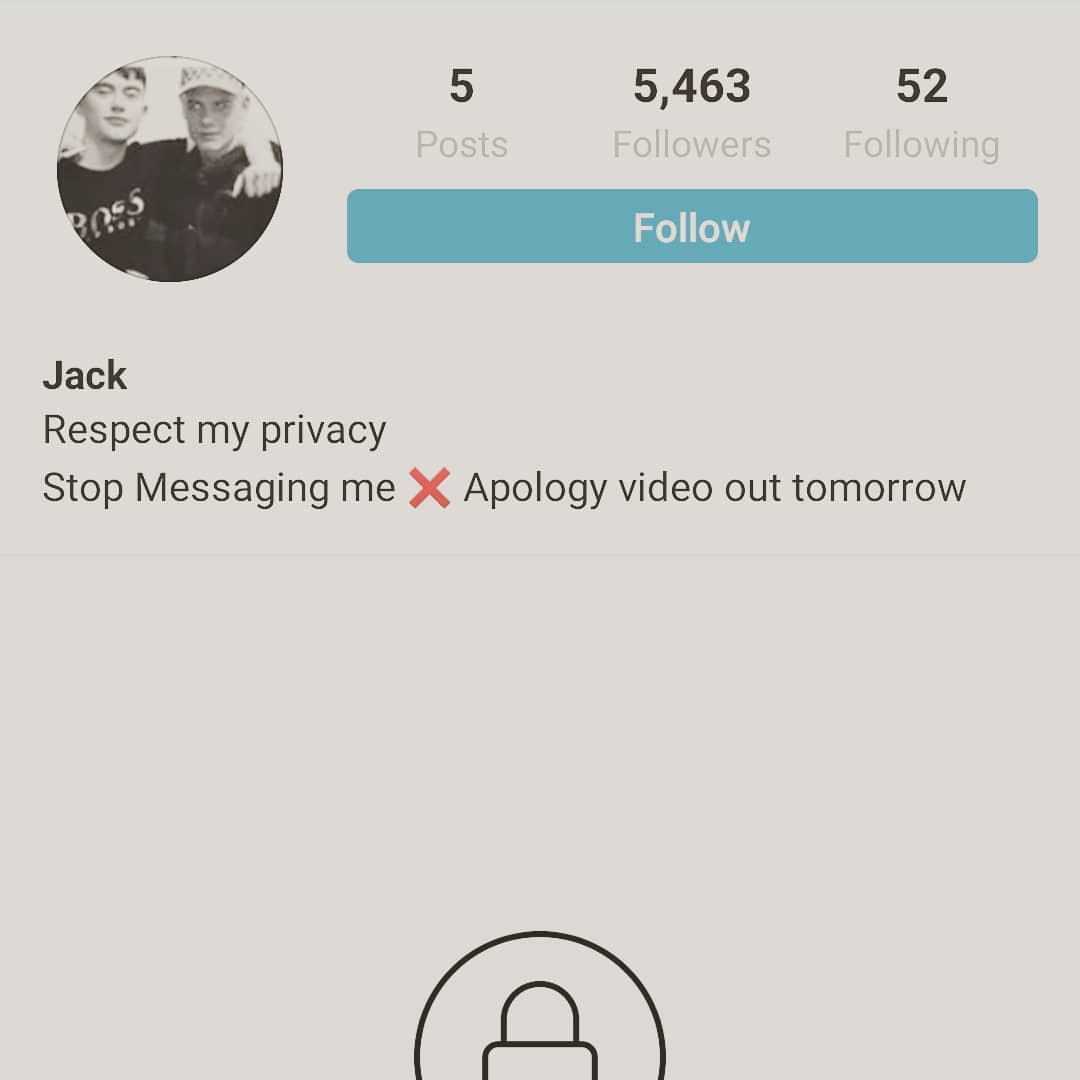 5 5,463 52
Posts Followers Following
Follow
BOSS
Jack
Respect my privacy
Stop Messaging me ❌ Apology video out tomorrow